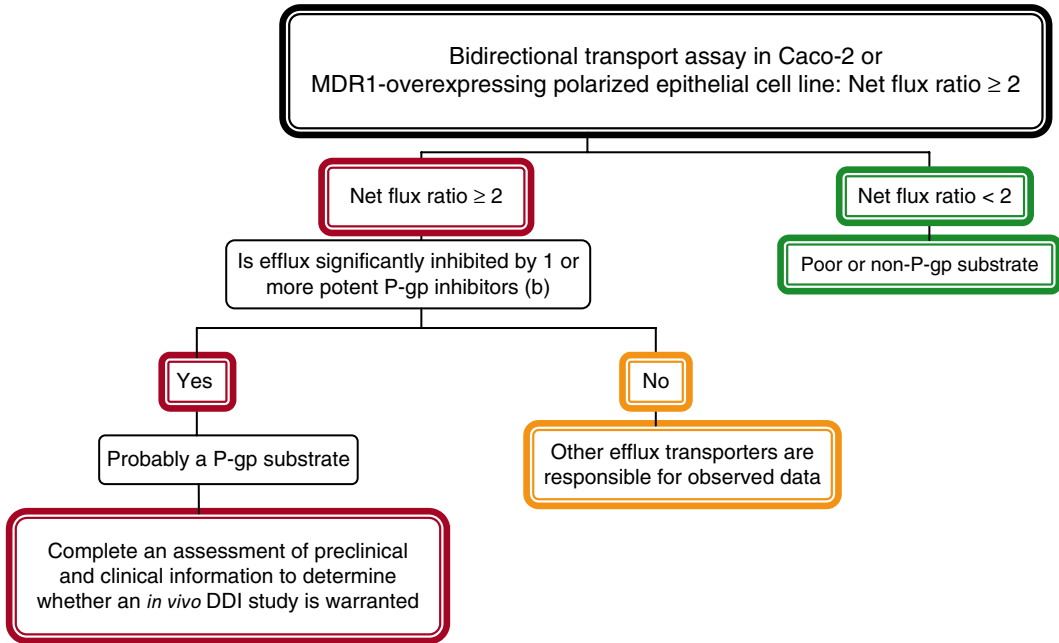 Bidirectional transport assay in Caco-2 or
MDR1-overexpressing polarized epithelial cell line: Net flux ratio ≥ 2
Net flux ratio ≥ 2
Net flux ratio < 2
Is efflux significantly inhibited by 1 or
more potent P-gp inhibitors (b)
Poor or non-P-gp substrate
Yes
No
Probably a P-gp substrate
Other efflux transporters are
responsible for observed data
Complete an assessment of preclinical
and clinical information to determine
whether an in vivo DDI study is warranted